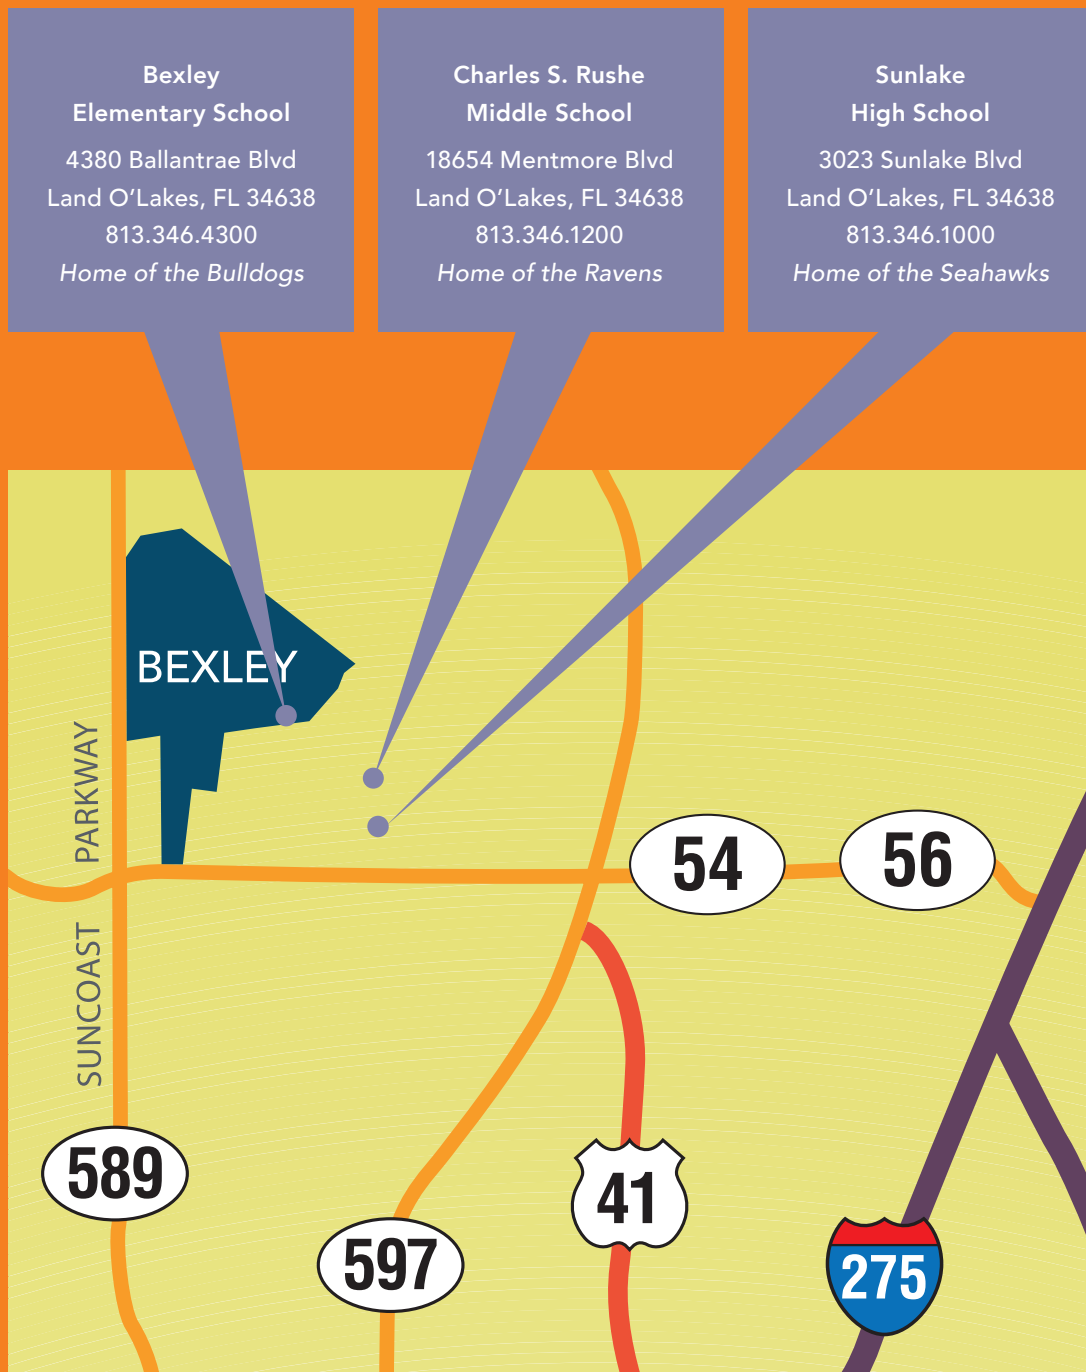 Bexley
Elementary School
4380 Ballantrae Blvd
Land O’Lakes, FL 34638
813.346.4300
Home of the Bulldogs
Charles S. Rushe
Middle School
18654 Mentmore Blvd
Land O’Lakes, FL 34638
813.346.1200
Home of the Ravens
Sunlake
High School
3023 Sunlake Blvd
Land O’Lakes, FL 34638
813.346.1000
Home of the Seahawks
BEXLEY
SUNCOAST PARKWAY
54
56
589
597
41
275